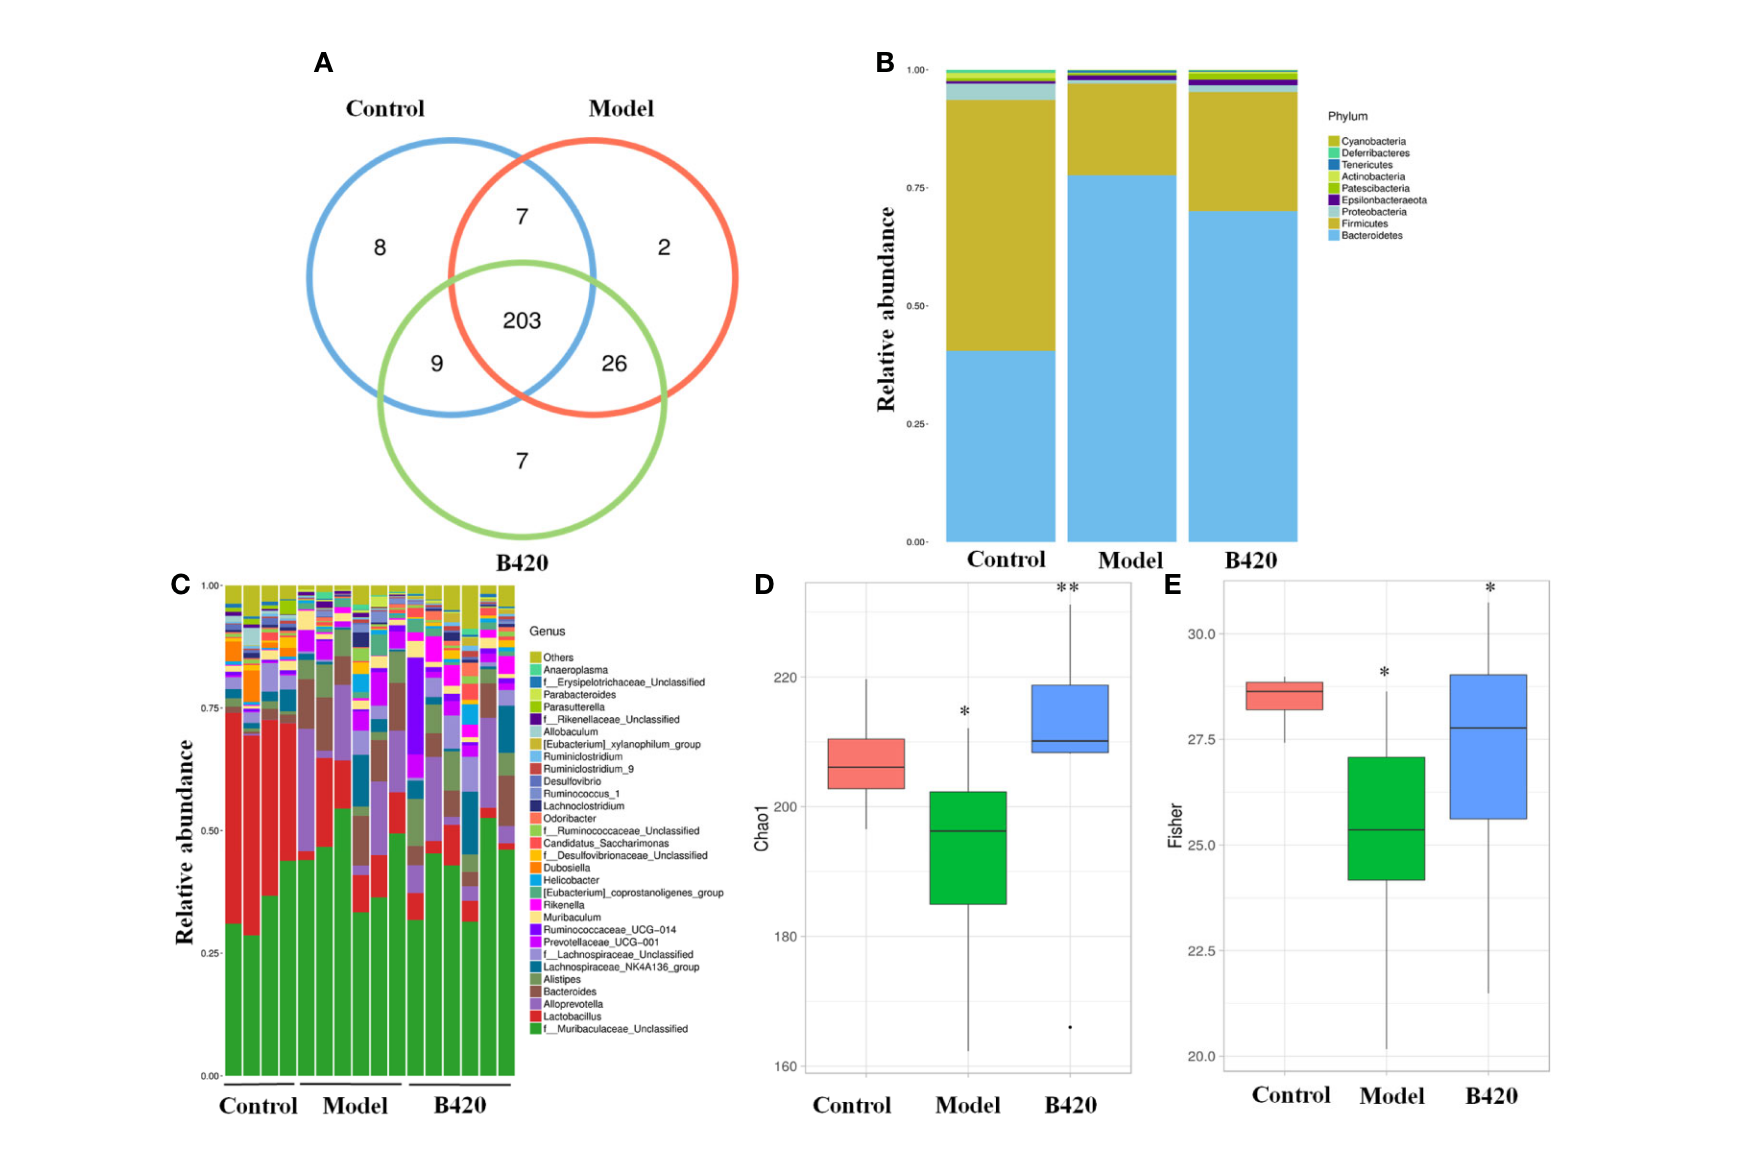 A
Control
Model
7
8
2
203
9
26
7
B420
B
1.00
0.75
0.50
0.25
0.00
Relative abundance
Control
Model
B420
Phylum
Cyanobacteria
Deferribacteres
Tenericutes
Actinobacteria
Patescibacteria
Epsilonbacteraeota
Proteobacteria
Firmicutes
Bacteroidetes
C
1.00
0.75
0.50
0.25
0.00
Relative abundance
Control
Model
B420
Genus
Others
Anaeroplasma
f__Erysipelotrichaceae_Unclassified
Parabacteroides
Parasutterella
f__Rikenellaceae_Unclassified
Allobaculum
[Eubacterium]_xylanophilum_group
Ruminiclostridium
Ruminiclostridium_9
Desulfovibrio
Ruminococcus_1
Lachnoclostridium
Odoribacter
f__Ruminococcaceae_Unclassified
Candidatus_Saccharimonas
f__Desulfovibrionaceae_Unclassified
Dubosiella
Helicobacter
[Eubacterium]_coprostanoligenes_group
Rikenella
Muribaculum
Ruminococcaceae_UCG-014
Prevotellaceae_UCG-001
f__Lachnospiraceae_Unclassified
Lachnospiraceae_NK4A136_group
Alistipes
Bacteroides
Alloprevotella
Lactobacillus
f__Muribaculaceae_Unclassified
D
**
*
220
200
180
160
Chao1
Control
Model
B420
E
*
*
30.0
27.5
25.0
22.5
20.0
Fisher
Control
Model
B420